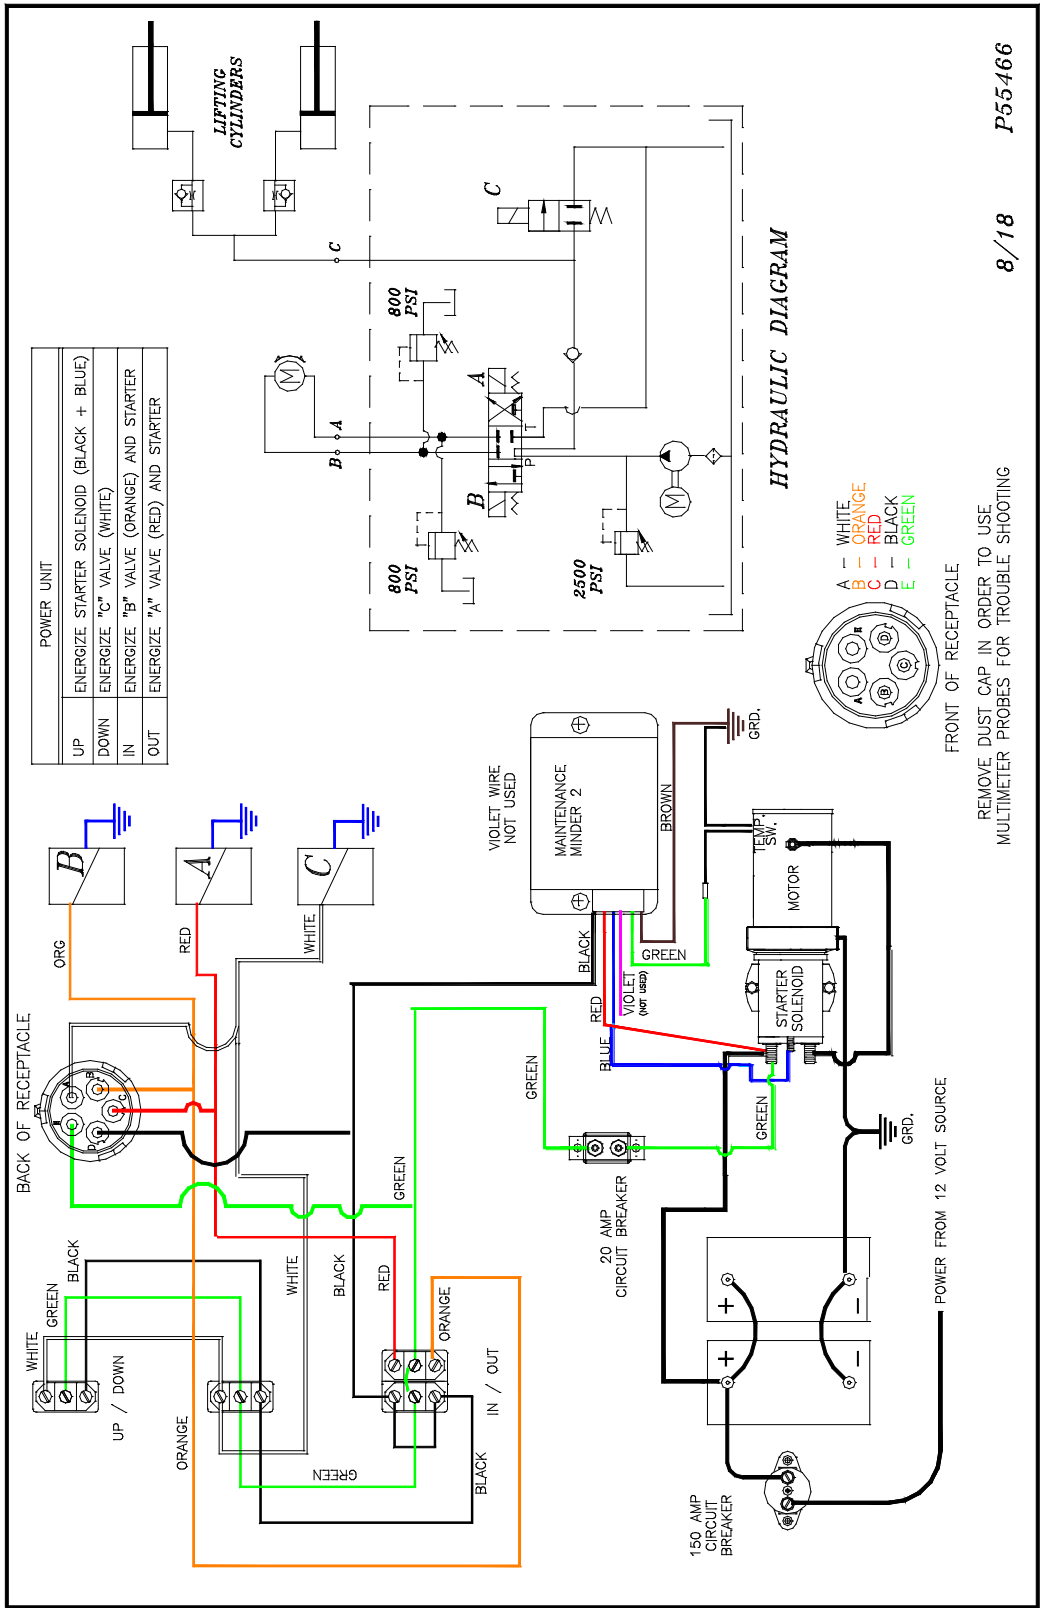 POWER UNIT
UP ENERGIZE STARTER SOLENOID (BLACK + BLUE)
DOWN ENERGIZE "C" VALVE (WHITE)
IN ENERGIZE "B" VALVE (ORANGE) AND STARTER
OUT ENERGIZE "A" VALVE (RED) AND STARTER
LIFTING
CYLINDERS
C
C
800
PSI
A
B
A
B
P
T
M
M
800
PSI
2500
PSI
HYDRAULIC DIAGRAM
BACK OF RECEPTACLE
A
B
C
D
E
ORG
B
RED
A
WHITE
C
WHITE
GREEN
BLACK
UP / DOWN
ORANGE
GREEN
WHITE
BLACK
RED
GREEN
ORANGE
IN / OUT
BLACK
VIOLET WIRE
NOT USED
MAINTENANCE
MINDER 2
BLACK
RED
BLUE
VIOLET
(NOT USED)
GREEN
BROWN
GRD.
GREEN
20 AMP
CIRCUIT BREAKER
GREEN
TEMP.
SW.
MOTOR
STARTER
SOLENOID
GRD.
+
-
+
-
150 AMP
CIRCUIT
BREAKER
POWER FROM 12 VOLT SOURCE
A
B
C
D
E
A – WHITE
B – ORANGE
C – RED
D – BLACK
E – GREEN
FRONT OF RECEPTACLE
REMOVE DUST CAP IN ORDER TO USE
MULTIMETER PROBES FOR TROUBLE SHOOTING
8/18 P55466